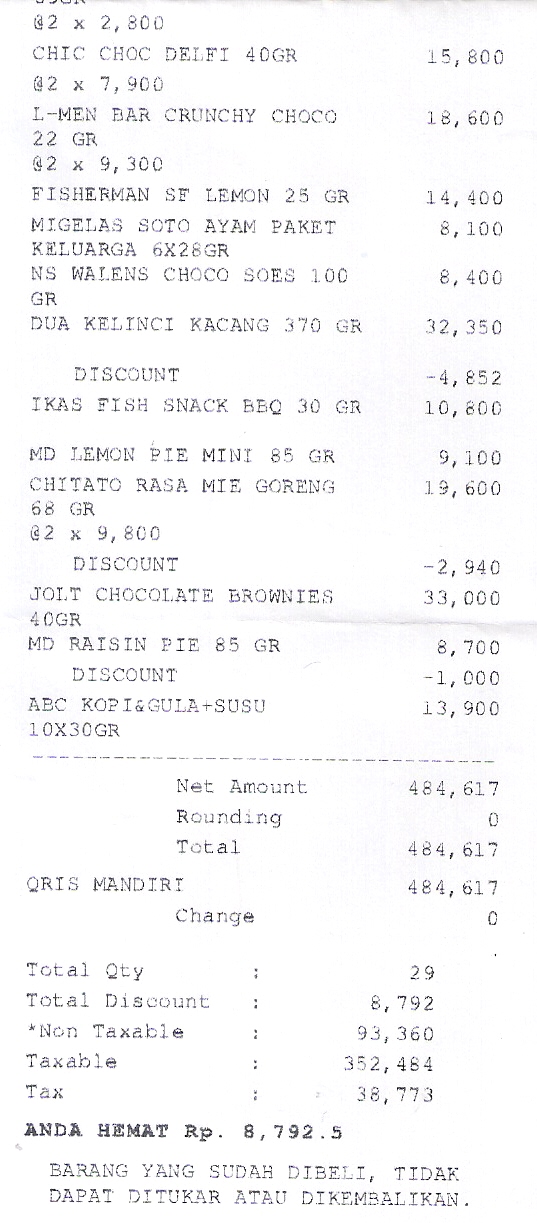 @2 x 2,800
CHIC CHOC DELFI 40GR 15,800
@2 x 7,900
L-MEN BAR CRUNCHY CHOCO 18,600
22 GR
@2 x 9,300
FISHERMAN SF LEMON 25 GR 14,400
MIGELAS SOTO AYAM PAKET 8,100
KELUARGA 6X28GR
NS WALENS CHOCO SOES 100 8,400
GR
DUA KELINCI KACANG 370 GR 32,350
DISCOUNT -4,852
IKAS FISH SNACK BBQ 30 GR 10,800
MD LEMON PIE MINI 85 GR 9,100
CHITATO RASA MIE GORENG 19,600
68 GR
@2 x 9,800
DISCOUNT -2,940
JOLT CHOCOLATE BROWNIES 33,000
40GR
MD RAISIN PIE 85 GR 8,700
DISCOUNT -1,000
ABC KOPI&GULA+SUSU 13,900
10X30GR
------------------------------------
Net Amount 484,617
Rounding 0
Total 484,617
QRIS MANDIRI 484,617
Change 0
Total Qty : 29
Total Discount : 8,792
*Non Taxable : 93,360
Taxable : 352,484
Tax : 38,773
ANDA HEMAT Rp. 8,792.5
BARANG YANG SUDAH DIBELI, TIDAK
DAPAT DITUKAR ATAU DIKEMBALIKAN.